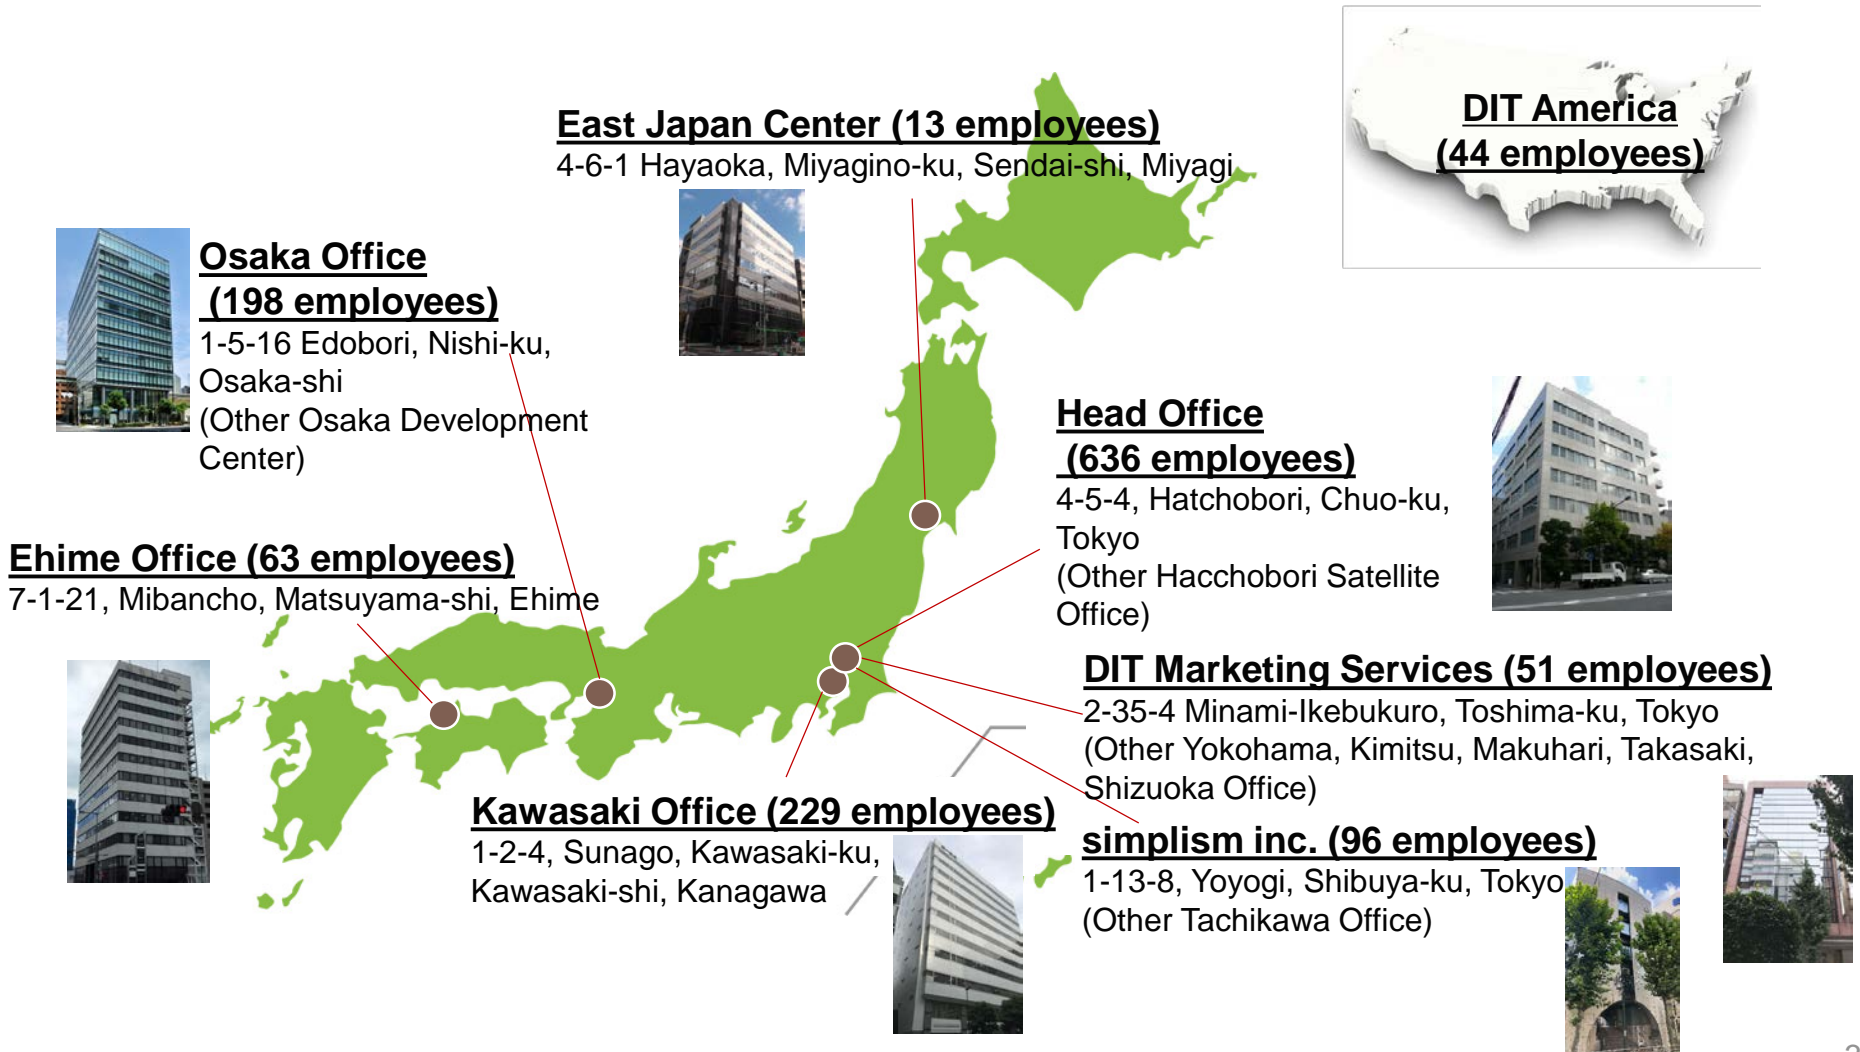 East Japan Center (13 employees)
4-6-1 Hayaoka, Miyagino-ku, Sendai-shi, Miyagi
DIT America
(44 employees)
Osaka Office
(198 employees)
1-5-16 Edobori, Nishi-ku,
Osaka-shi
(Other Osaka Development
Center)
Head Office
(636 employees)
4-5-4, Hatchobori, Chuo-ku,
Tokyo
(Other Hacchobori Satellite
Office)
Ehime Office (63 employees)
7-1-21, Mibancho, Matsuyama-shi, Ehime
DIT Marketing Services (51 employees)
2-35-4 Minami-Ikebukuro, Toshima-ku, Tokyo
(Other Yokohama, Kimitsu, Makuhari, Takasaki,
Shizuoka Office)
Kawasaki Office (229 employees)
1-2-4, Sunago, Kawasaki-ku,
Kawasaki-shi, Kanagawa
simplism inc. (96 employees)
1-13-8, Yoyogi, Shibuya-ku, Tokyo
(Other Tachikawa Office)